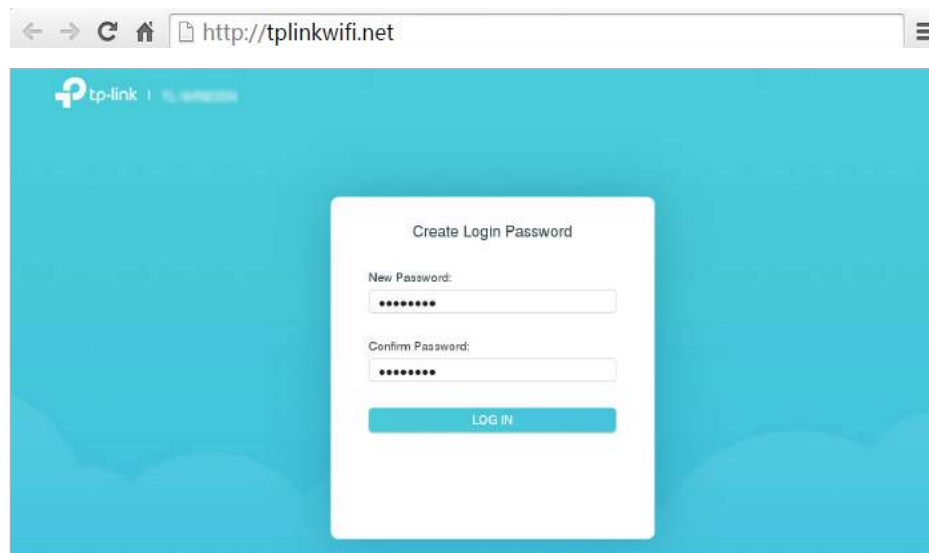 http://tplinkwifi.net
tp-link |
Create Login Password
New Password:
••••••••
Confirm Password:
••••••••
LOG IN